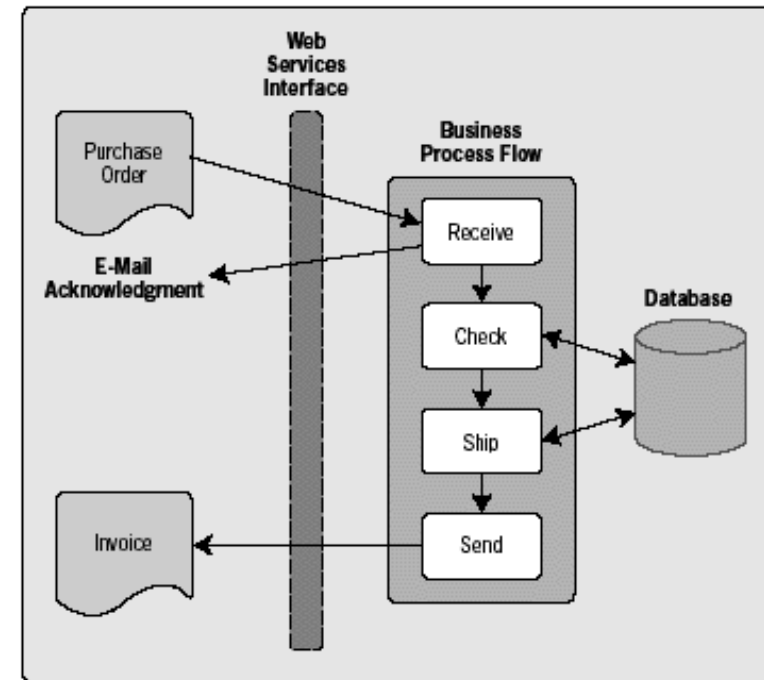 Web
Services
Interface
Purchase
Order
Business
Process Flow
Receive
E-Mail
Acknowledgment
Database
Check
Ship
Invoice
Send